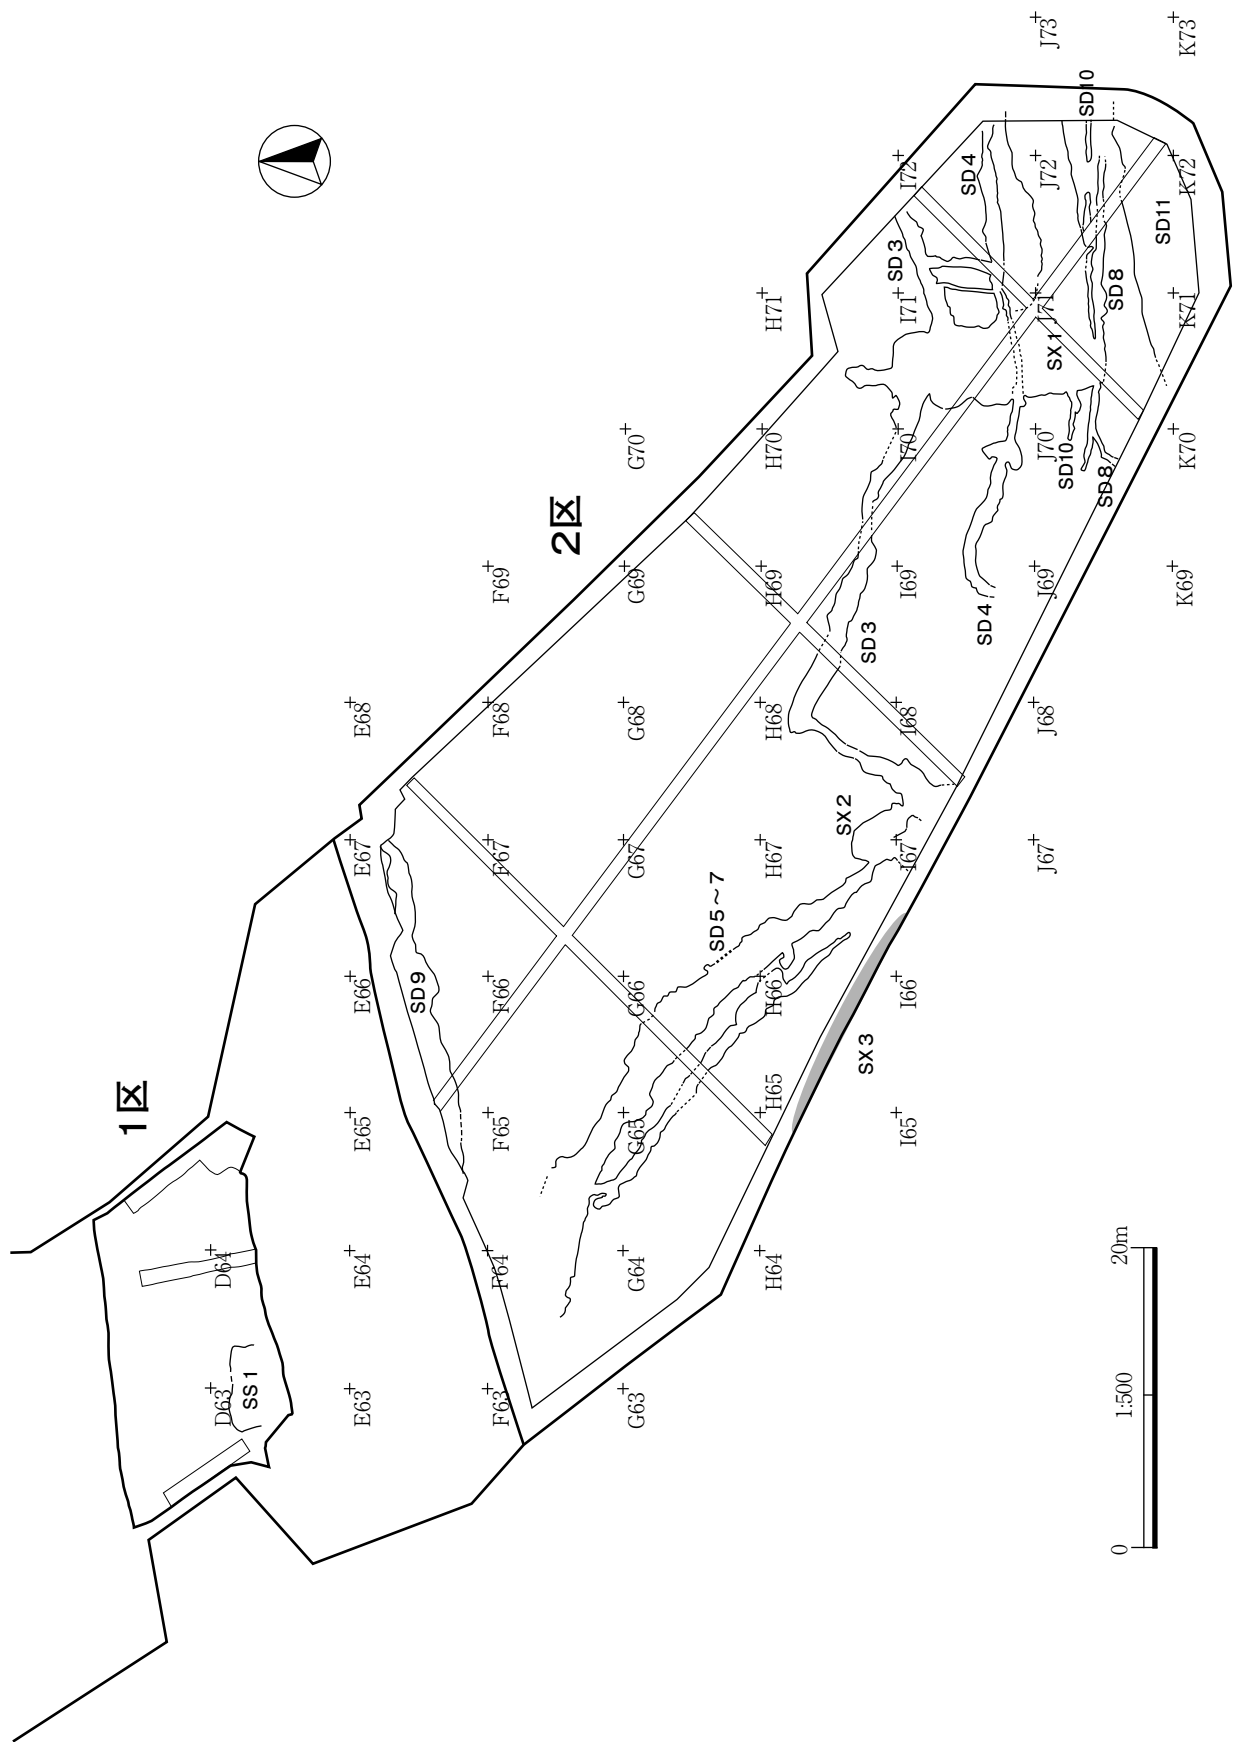 1区
2区
D63
D64
E63
E64
E65
E66
E67
E68
F63
F64
F65
F66
F67
F68
F69
G63
G64
G65
G66
G67
G68
G69
G70
H64
H65
H66
H67
H68
H69
H70
H71
I65
I66
I67
I68
I69
I70
I71
I72
J67
J68
J69
J70
J71
J72
J73
K69
K70
K71
K72
K73
SS1
SD9
SD5～7
SX2
SX3
SD3
SD4
SD3
SD4
SX1
SD10
SD8
SD10
SD8
SD11
0
1:500
20m